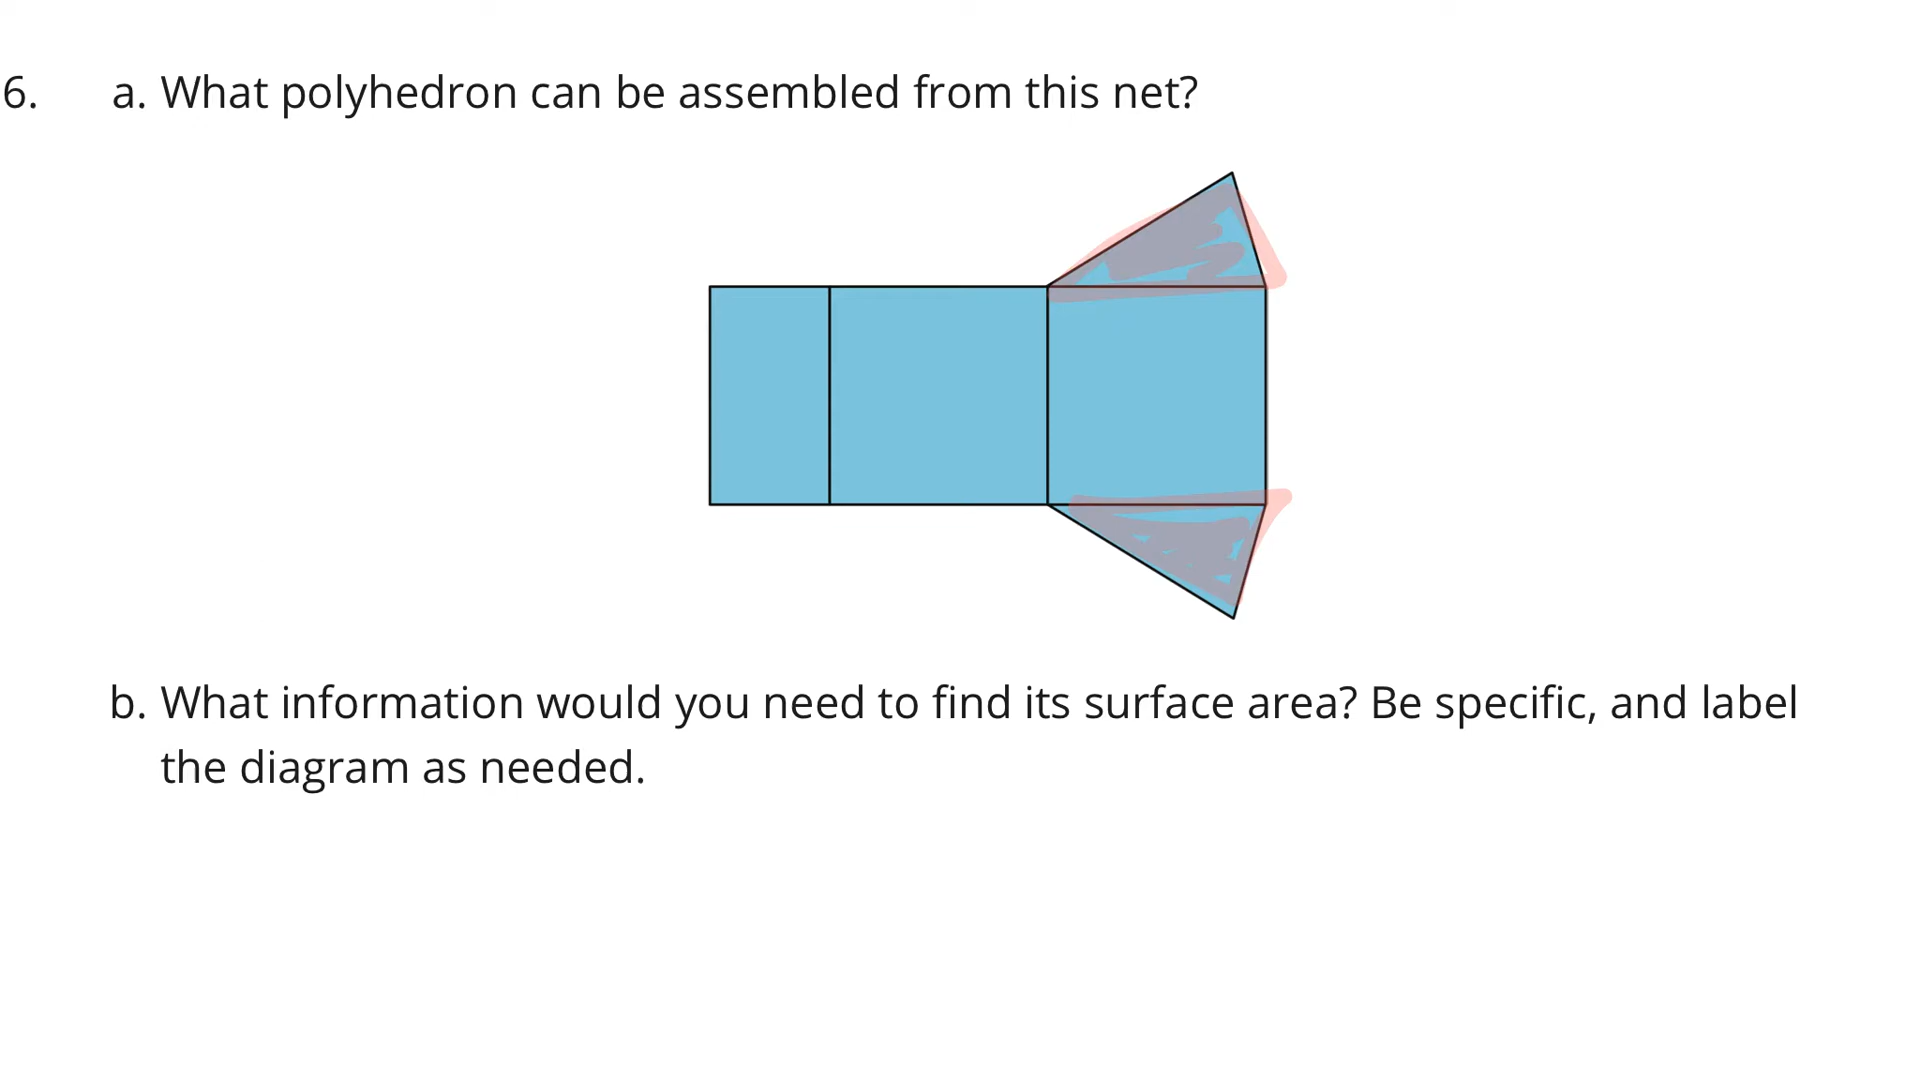 6. a. What polyhedron can be assembled from this net?
b. What information would you need to find its surface area? Be specific, and label
the diagram as needed.